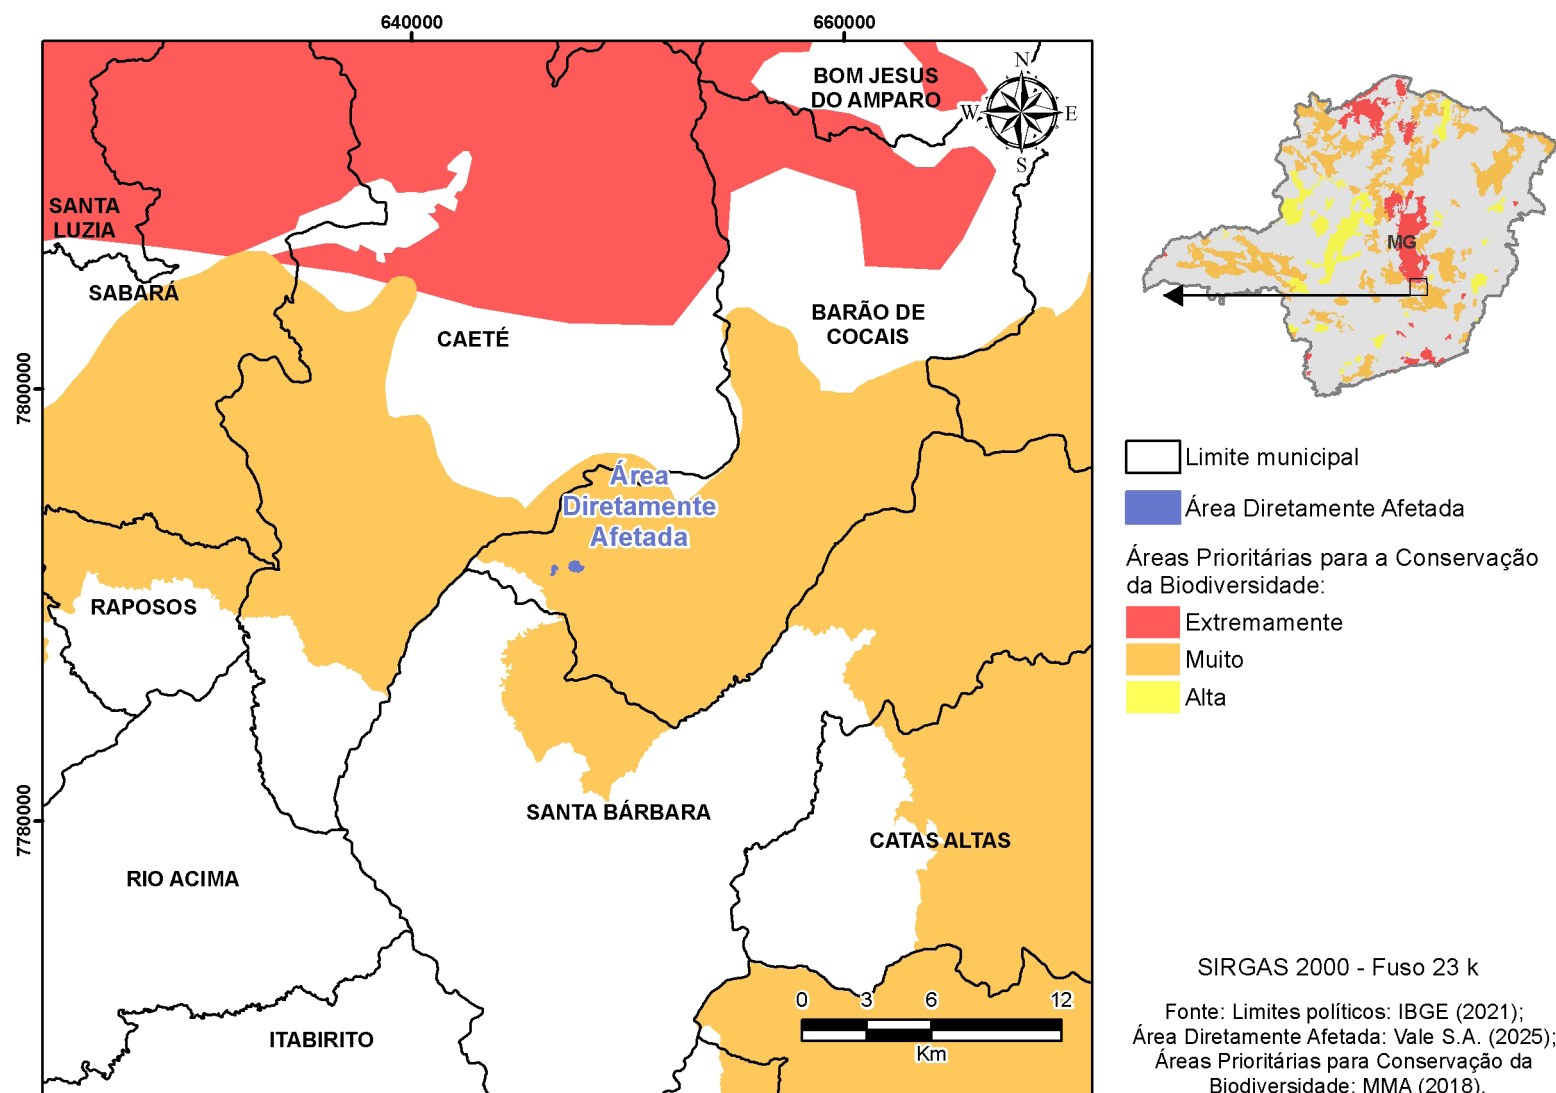 640000
660000
BOM JESUS
DO AMPARO
N
W
E
S
SANTA
LUZIA
SABARÁ
CAETÉ
BARÃO DE
COCAIS
7800000
Área
Diretamente
Afetada
RAPOSOS
SANTA BÁRBARA
7780000
CATAS ALTAS
RIO ACIMA
ITABIRITO
0
3
6
12
Km
MG
Limite municipal
Área Diretamente Afetada
Áreas Prioritárias para a Conservação
da Biodiversidade:
Extremamente
Muito
Alta
SIRGAS 2000 - Fuso 23 k
Fonte: Limites políticos: IBGE (2021);
Área Diretamente Afetada: Vale S.A. (2025);
Áreas Prioritárias para Conservação da
Biodiversidade: MMA (2018).